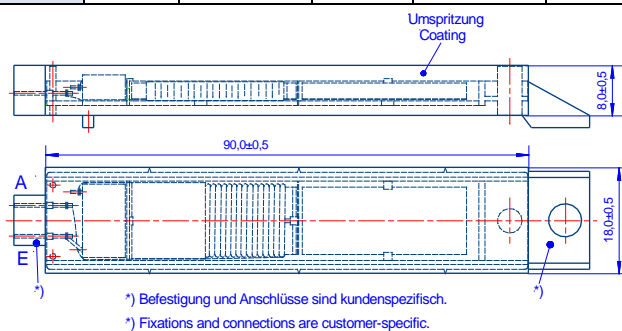 Umspritzung
Coating
8,0±0,5
90,0±0,5
A
18,0±0,5
E
*)
*)
*) Befestigung und Anschlüsse sind kundenspezifisch.
*) Fixations and connections are customer-specific.